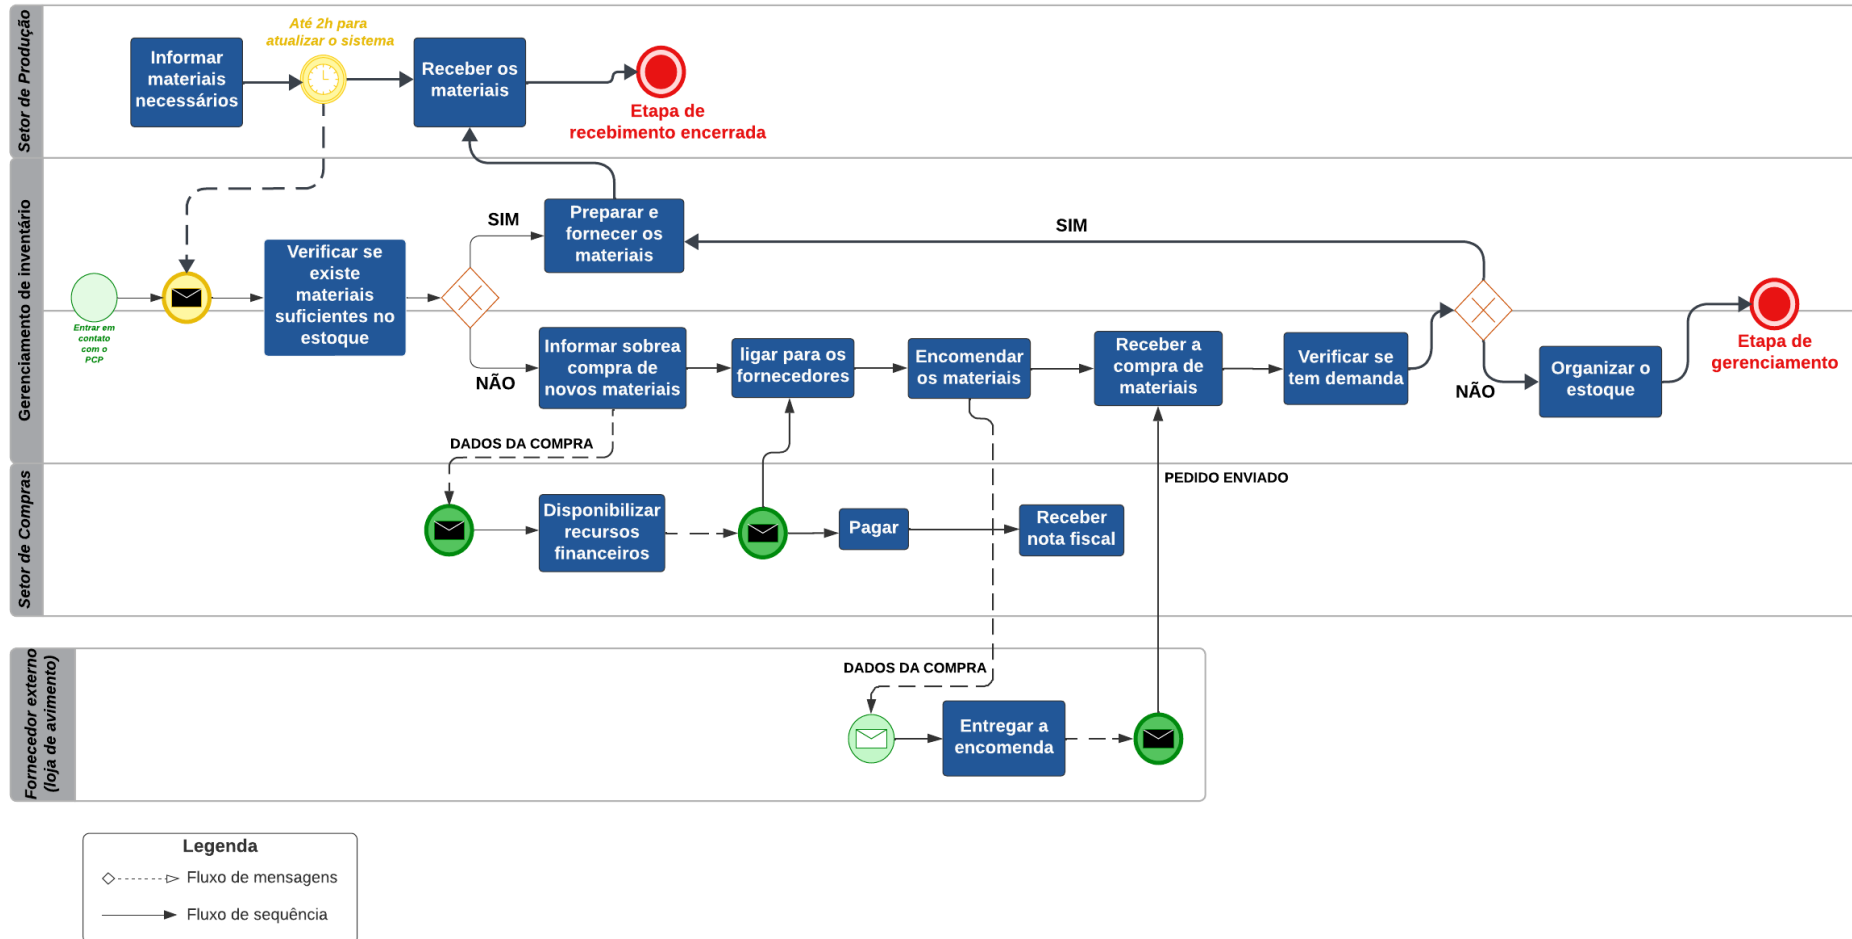 Setor de Produção
Informar
materiais
necessários
Até 2h para
atualizar o sistema
Receber os
materiais
Etapa de
recebimento encerrada
Gerenciamento de inventário
Entrar em
contato
com o
PCP
Verificar se
existe
materiais
suficientes no
estoque
SIM
Preparar e
fornecer os
materiais
SIM
NÃO
Informar sobrea
compra de
novos materiais
ligar para os
fornecedores
Encomendar
os materiais
Receber a
compra de
materiais
Verificar se
tem demanda
NÃO
Organizar o
estoque
Etapa de
gerenciamento
DADOS DA COMPRA
Setor de Compras
Disponibilizar
recursos
financeiros
Pagar
Receber
nota fiscal
PEDIDO ENVIADO
Fornecedor externo
(loja de avimento)
DADOS DA COMPRA
Entregar a
encomenda
Legenda
Fluxo de mensagens
Fluxo de sequência